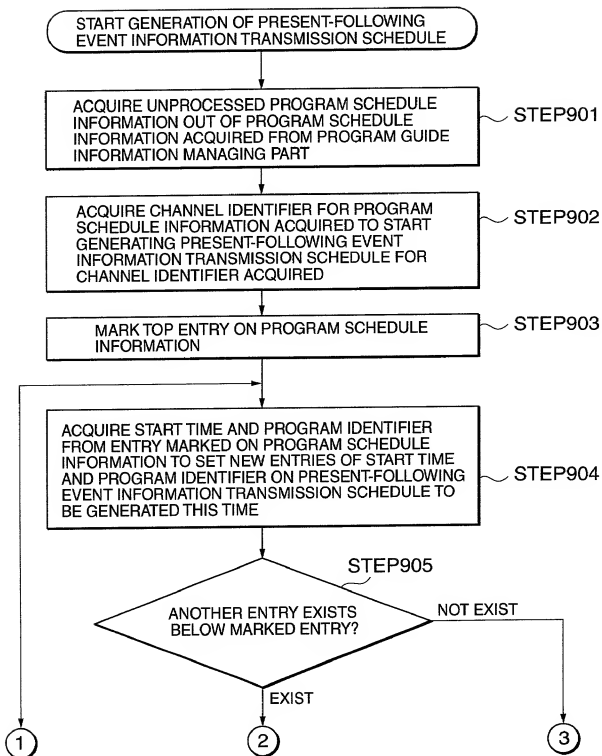 START GENERATION OF PRESENT-FOLLOWING
EVENT INFORMATION TRANSMISSION SCHEDULE
ACQUIRE UNPROCESSED PROGRAM SCHEDULE
INFORMATION OUT OF PROGRAM SCHEDULE
INFORMATION ACQUIRED FROM PROGRAM GUIDE
INFORMATION MANAGING PART
STEP901
ACQUIRE CHANNEL IDENTIFIER FOR PROGRAM
SCHEDULE INFORMATION ACQUIRED TO START
GENERATING PRESENT-FOLLOWING EVENT
INFORMATION TRANSMISSION SCHEDULE FOR
CHANNEL IDENTIFIER ACQUIRED
STEP902
MARK TOP ENTRY ON PROGRAM SCHEDULE
INFORMATION
STEP903
ACQUIRE START TIME AND PROGRAM IDENTIFIER
FROM ENTRY MARKED ON PROGRAM SCHEDULE
INFORMATION TO SET NEW ENTRIES OF START TIME
AND PROGRAM IDENTIFIER ON PRESENT-FOLLOWING
EVENT INFORMATION TRANSMISSION SCHEDULE TO
BE GENERATED THIS TIME
STEP904
STEP905
ANOTHER ENTRY EXISTS
BELOW MARKED ENTRY?
NOT EXIST
EXIST
1
2
3